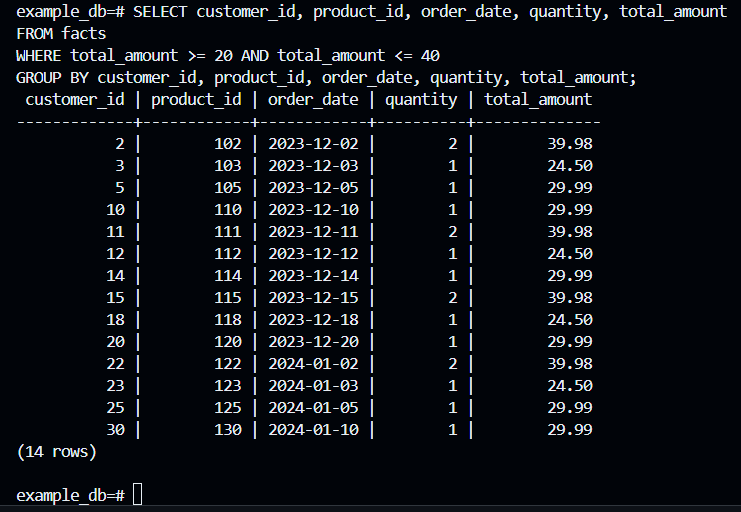 example_db=# SELECT customer_id, product_id, order_date, quantity, total_amount
FROM facts
WHERE total_amount >= 20 AND total_amount <= 40
GROUP BY customer_id, product_id, order_date, quantity, total_amount;
 customer_id | product_id | order_date | quantity | total_amount
-------------+------------+------------+----------+--------------
           2 |        102 | 2023-12-02 |        2 |        39.98
           3 |        103 | 2023-12-03 |        1 |        24.50
           5 |        105 | 2023-12-05 |        1 |        29.99
          10 |        110 | 2023-12-10 |        1 |        29.99
          11 |        111 | 2023-12-11 |        2 |        39.98
          12 |        112 | 2023-12-12 |        1 |        24.50
          14 |        114 | 2023-12-14 |        1 |        29.99
          15 |        115 | 2023-12-15 |        2 |        39.98
          18 |        118 | 2023-12-18 |        1 |        24.50
          20 |        120 | 2023-12-20 |        1 |        29.99
          22 |        122 | 2024-01-02 |        2 |        39.98
          23 |        123 | 2024-01-03 |        1 |        24.50
          25 |        125 | 2024-01-05 |        1 |        29.99
          30 |        130 | 2024-01-10 |        1 |        29.99
(14 rows)
example_db=#